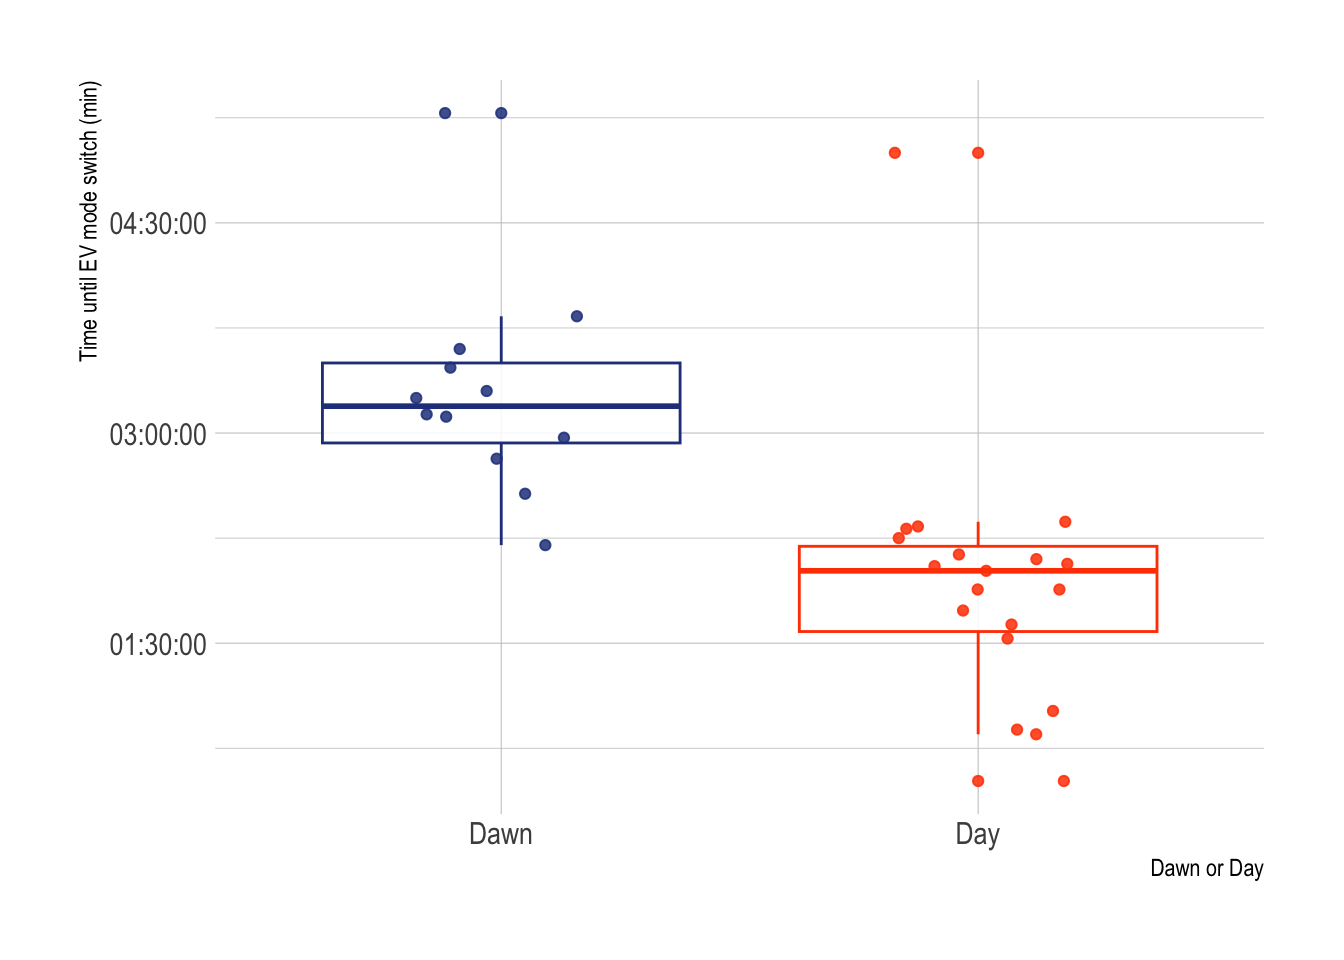 Time until EV mode switch (min)
04:30:00
03:00:00
01:30:00
Dawn
Day
Dawn or Day